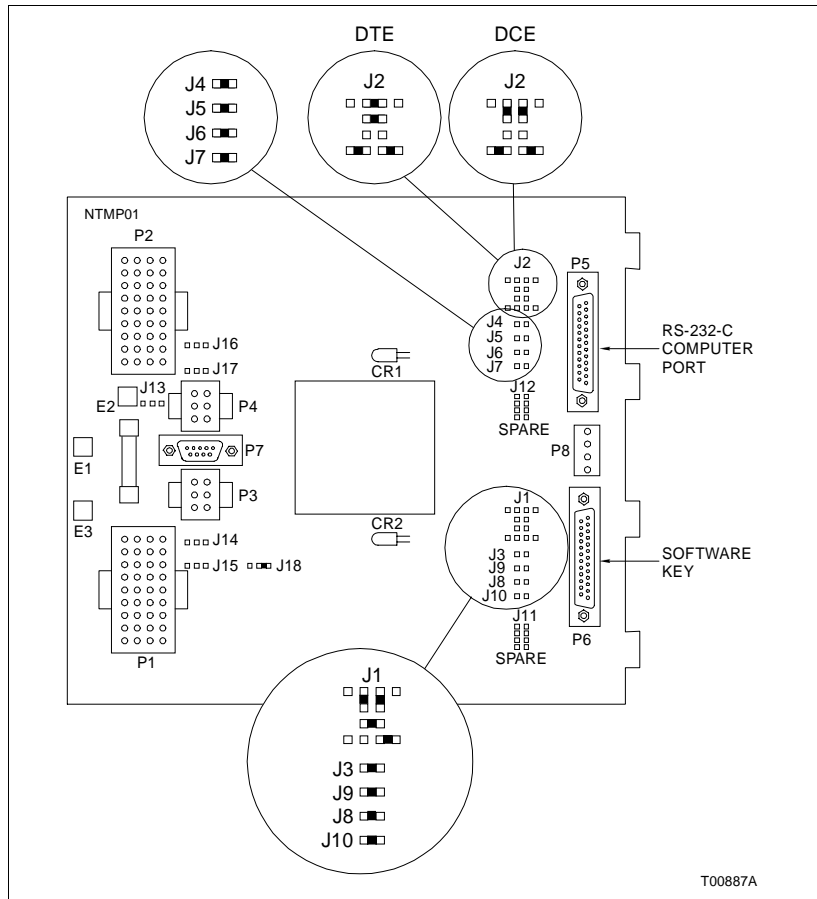 DTE DCE
J4
J5
J6
J7
J2
J2
NTMP01
P2
J16
J17
J13
E2
P4
P7
E1
P3
E3
J14
J15
J18
P1
CR1
CR2
J2
J4
J5
J6
J7
J12
SPARE
P5
RS-232-C
COMPUTER
PORT
P8
J1
J3
J9
J8
J10
J11
SPARE
P6
SOFTWARE
KEY
J1
J3
J9
J8
J10
T00887A